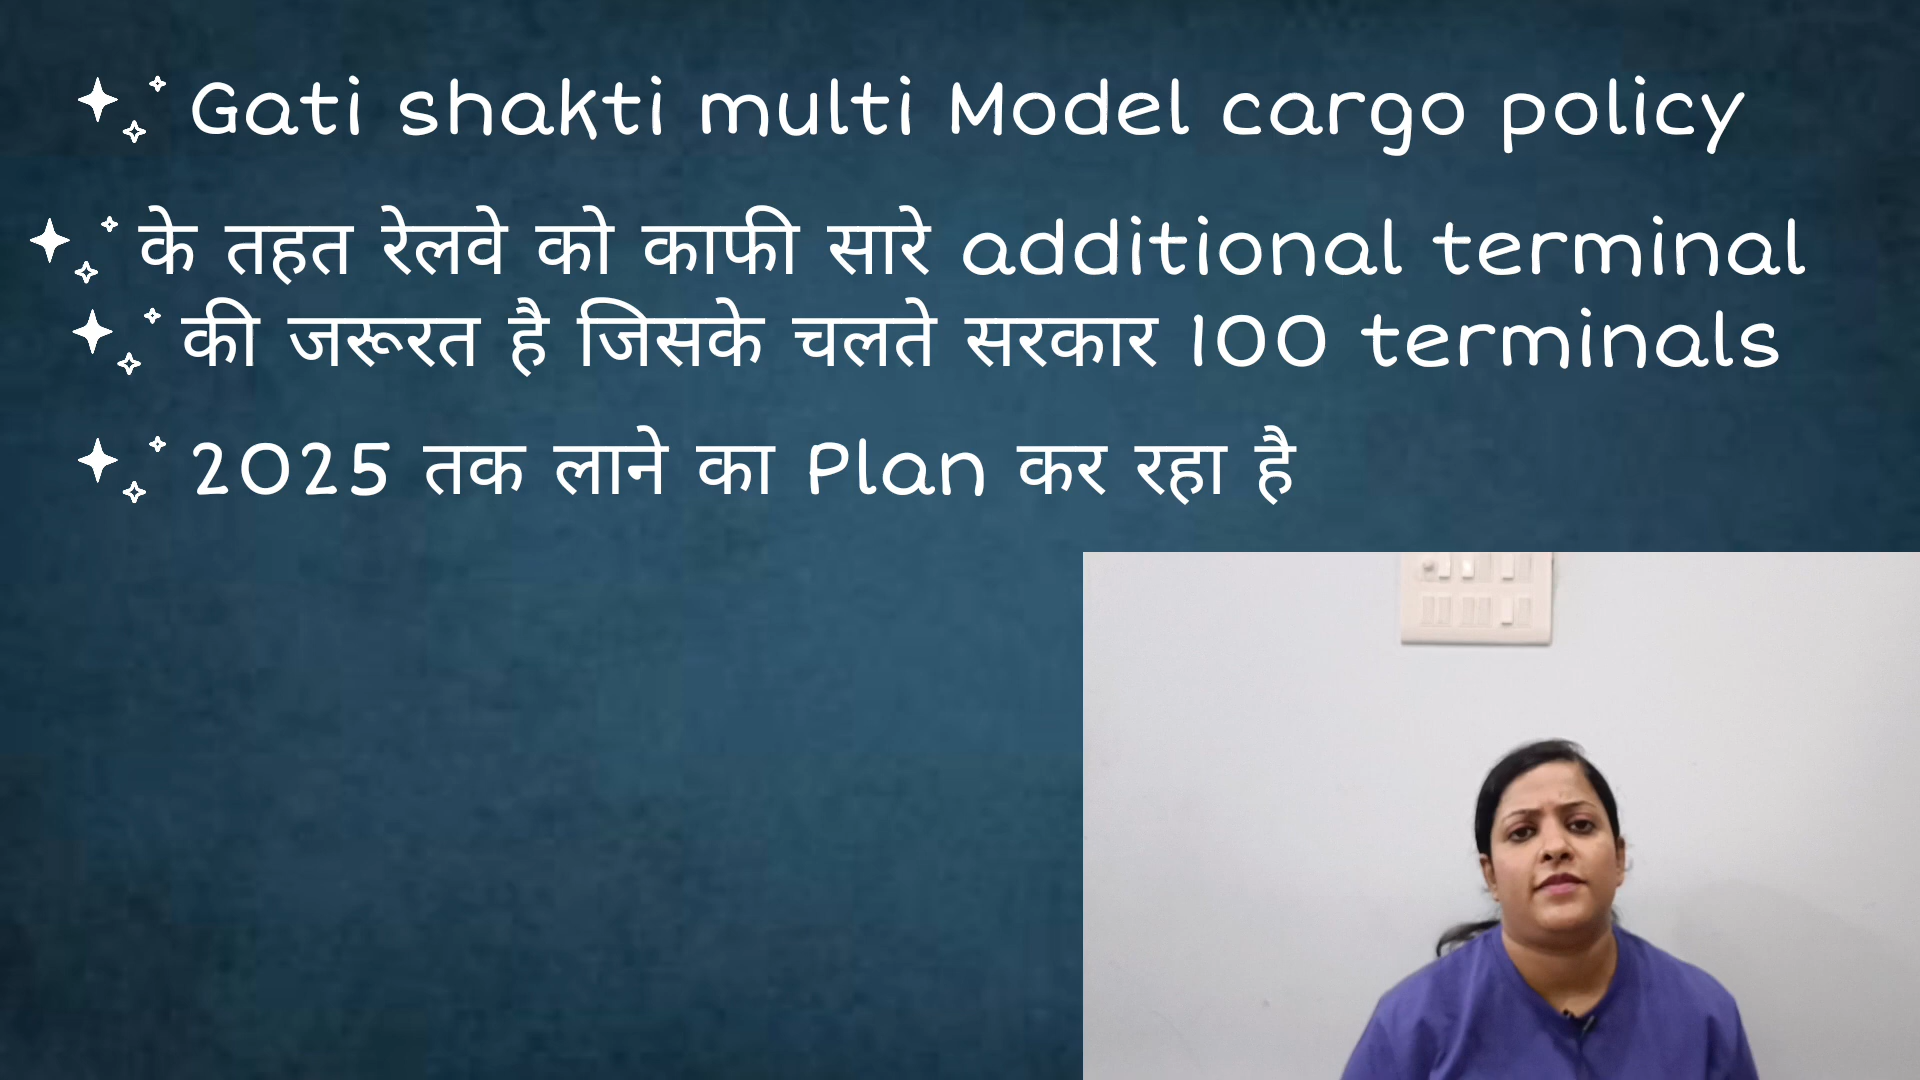 Gati shakti multi Model cargo policy
के तहत रेलवे को काफी सारे additional terminal
की जरूरत है जिसके चलते सरकार 100 terminals
2025 तक लाने का Plan कर रहा है